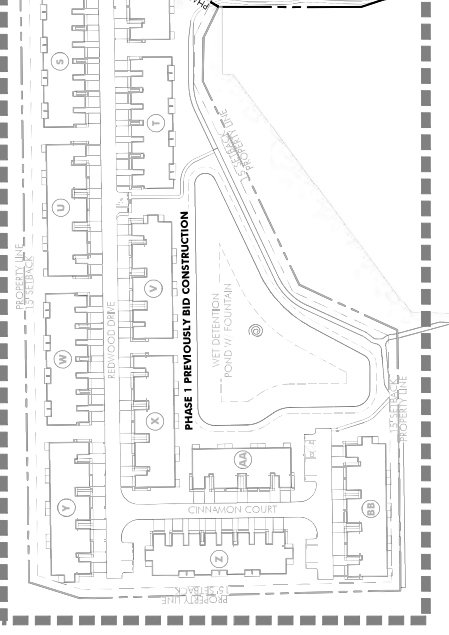 PH
S
T
15' SETBACK
PROPERTY LINE
U
PROPERTY LINE
15' SETBACK
V
PHASE 1 PREVIOUSLY BID CONSTRUCTION
WET DETENTION
POND W/ FOUNTAIN
REDWOOD DRIVE
W
X
15' SETBACK
PROPERTY LINE
AA
Y
CINNAMON COURT
BB
Z
15' SETBACK
PROPERTY LINE